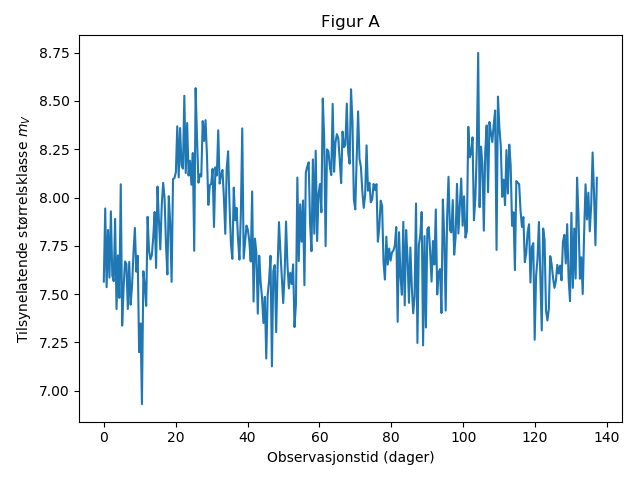 Figur A
Tilsynelatende størrelsklasse $m_V$
8.75
8.50
8.25
8.00
7.75
7.50
7.25
7.00
0 20 40 60 80 100 120 140
Observasjonstid (dager)